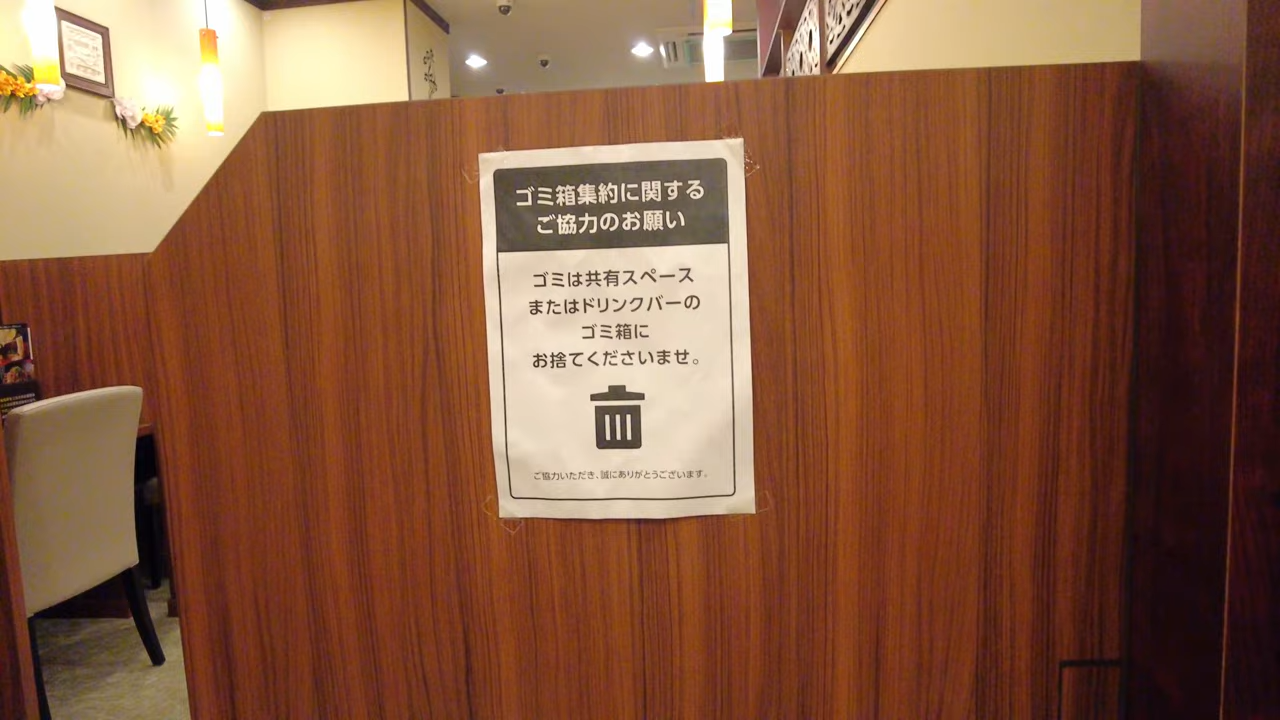 ゴミ箱集約に関する
ご協力のお願い
ゴミは共有スペース
またはドリンクバーの
ゴミ箱に
お捨てくださいませ。
ご協力いただき、誠にありがとうございます。